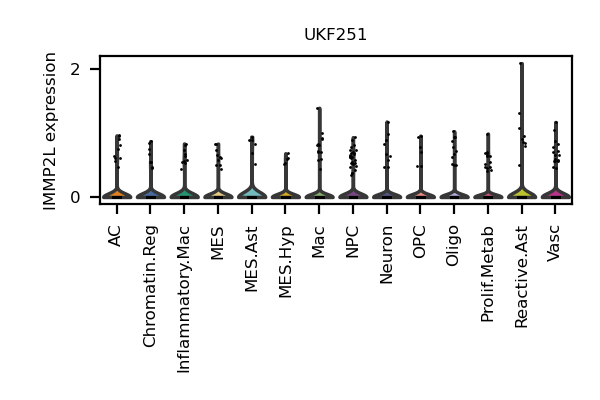 UKF251
IMMP2L expression
2
0
AC
Chromatin.Reg
Inflammatory.Mac
MES
MES.Ast
MES.Hyp
Mac
NPC
Neuron
OPC
Oligo
Prolif.Metab
Reactive.Ast
Vasc